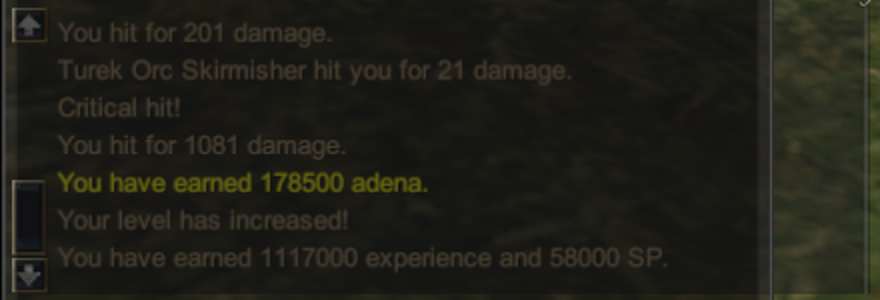 You hit for 201 damage.
Turek Orc Skirmisher hit you for 21 damage.
Critical hit!
You hit for 1081 damage.
You have earned 178500 adena.
Your level has increased!
You have earned 1117000 experience and 58000 SP.